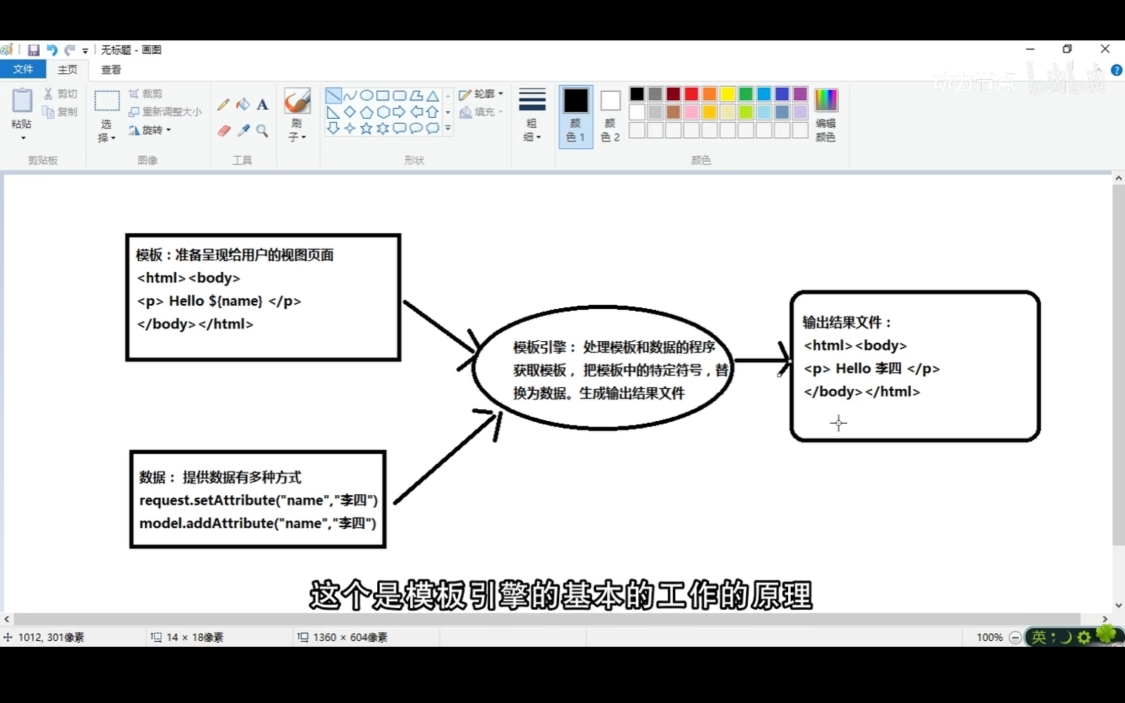 无标题 - 画图
文件 主页 查看
粘贴
剪切
复制
剪贴板
选择
裁剪
重新调整大小
旋转
图像
A
工具
刷子
轮廓
填充
形状
粗细
颜色 1
颜色 2
编辑颜色
颜色
动力节点 bilibili
模板：准备呈现给用户的视图页面
<html><body>
<p> Hello ${name} </p>
</body></html>
模板引擎： 处理模板和数据的程序
获取模板， 把模板中的特定符号，替
换为数据。生成输出结果文件
输出结果文件：
<html><body>
<p> Hello 李四 </p>
</body></html>
数据： 提供数据有多种方式
request.setAttribute("name","李四")
model.addAttribute("name","李四")
这个是模板引擎的基本的工作的原理
1012, 301像素 14 × 18像素 1360 × 604像素 100% 英